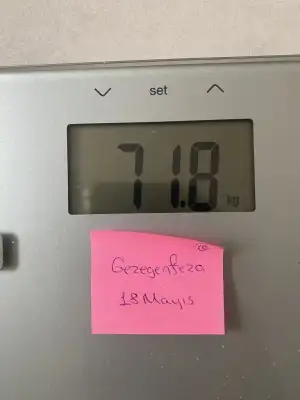 set
71.8 kg
Gezegenfeza
18 Mayıs